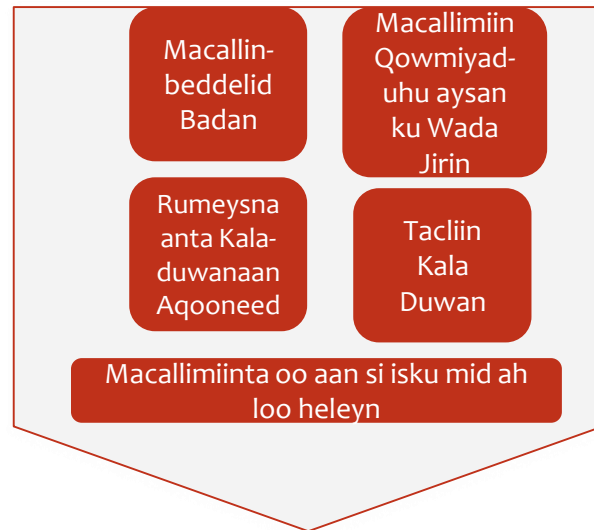 Macallin-
beddelid
Badan
Macallimiin
Qowmiyad-
uhu aysan
ku Wada
Jirin
Rumeysna
anta Kala-
duwanaan
Aqooneed
Tacliin
Kala
Duwan
Macallimiinta oo aan si isku mid ah
loo heleyn